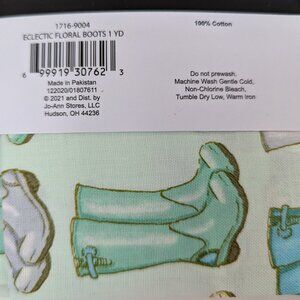 1716-9004
ECLECTIC FLORAL BOOTS 1 YD
6 99919 30762 3
Made in Pakistan
122020/01807611
© 2021 and Dist. by
Jo-Ann Stores, LLC
Hudson, OH 44236
100% Cotton
Do not prewash.
Machine Wash Gentle Cold,
Non-Chlorine Bleach,
Tumble Dry Low, Warm Iron